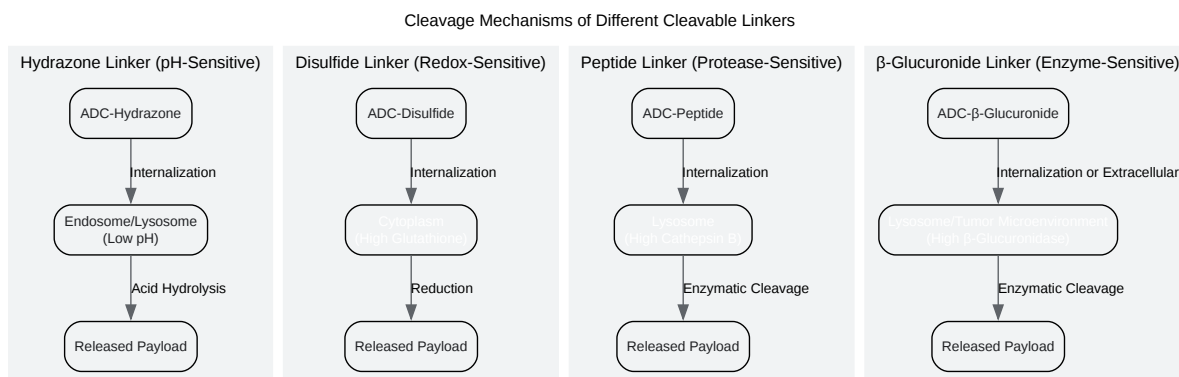 Cleavage Mechanisms of Different Cleavable Linkers
Hydrazone Linker (pH-Sensitive)
ADC-Hydrazone
Internalization
Endosome/Lysosome
(Low pH)
Acid Hydrolysis
Released Payload
Disulfide Linker (Redox-Sensitive)
ADC-Disulfide
Internalization
Cytoplasm
(High Glutathione)
Reduction
Released Payload
Peptide Linker (Protease-Sensitive)
ADC-Peptide
Internalization
Lysosome
(High Cathepsin B)
Enzymatic Cleavage
Released Payload
β-Glucuronide Linker (Enzyme-Sensitive)
ADC-β-Glucuronide
Internalization or Extracellular
Lysosome/Tumor Microenvironment
(High β-Glucuronidase)
Enzymatic Cleavage
Released Payload